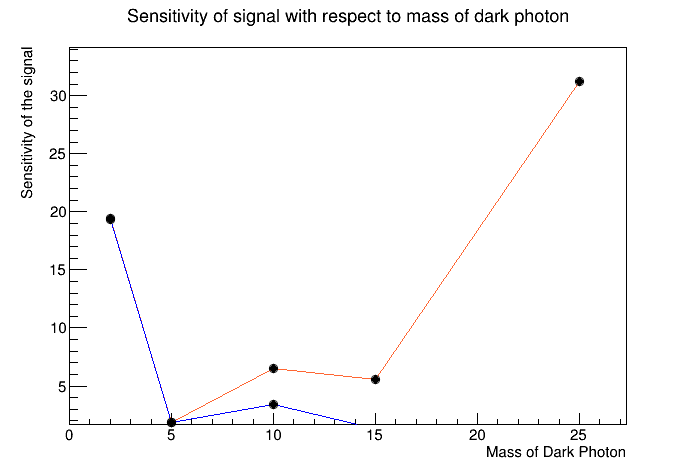 Sensitivity of signal with respect to mass of dark photon
Sensitivity of the signal
30
25
20
15
10
5
0 5 10 15 20 25
Mass of Dark Photon